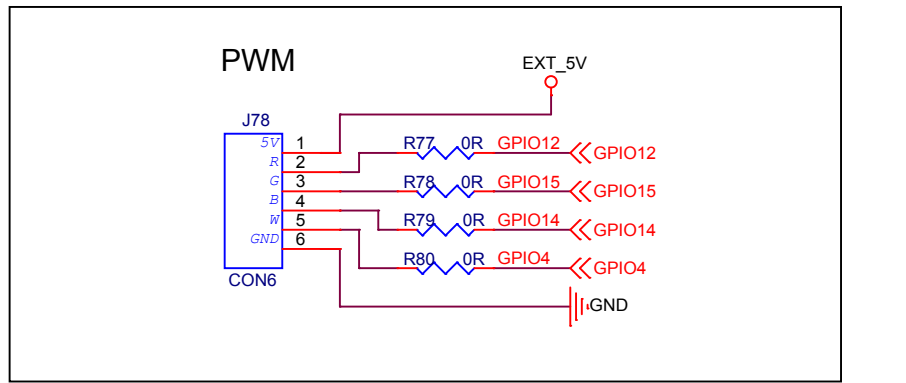 PWM
EXT_5V
J78
5V 1
R 2
G 3
B 4
W 5
GND 6
CON6
R77 0R GPIO12 GPIO12
R78 0R GPIO15 GPIO15
R79 0R GPIO14 GPIO14
R80 0R GPIO4 GPIO4
GND